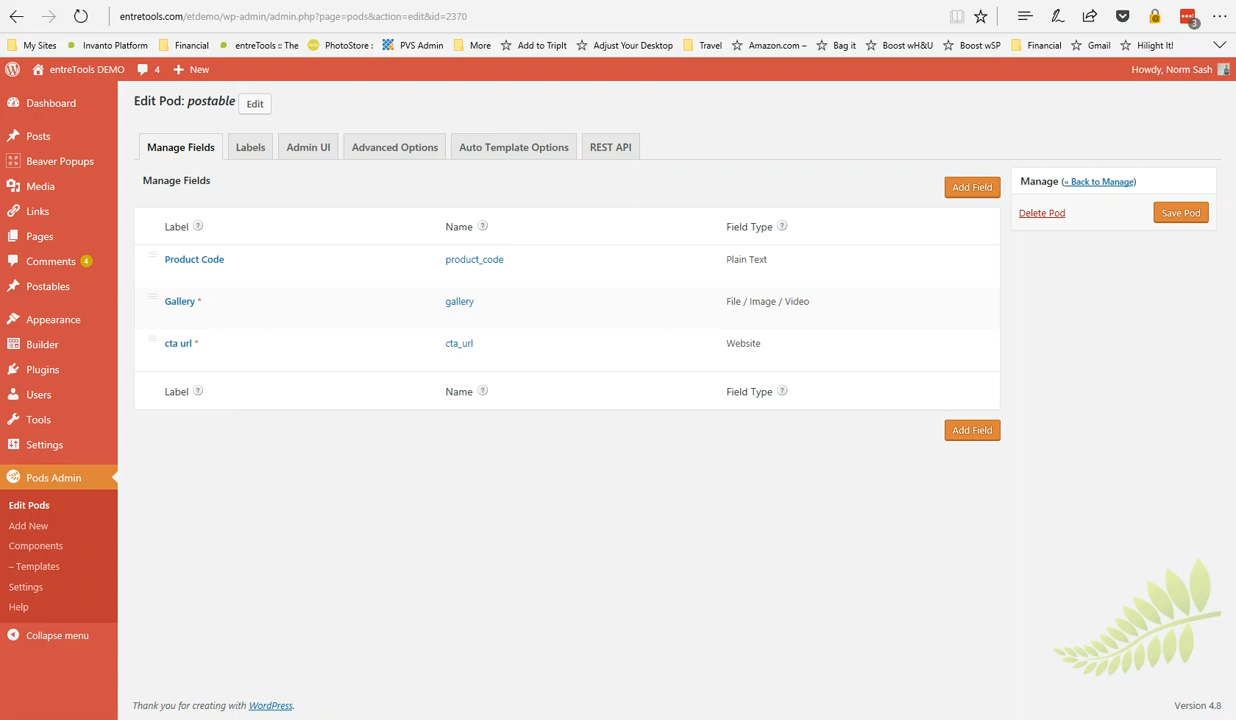 entretools.com/etdemo/wp-admin/admin.php?page=pods&action=edit&id=2370
My Sites Invanto Platform Financial entreTools :: The PhotoStore : PVS Admin More Add to TripIt Adjust Your Desktop Travel Amazon.com – Bag it Boost wH&U Boost wSP Financial Gmail Hilight It!
entreTools DEMO 4 New Howdy, Norm Sash
3
Dashboard
Posts
Beaver Popups
Media
Links
Pages
Comments 4
Postables
Appearance
Builder
Plugins
Users
Tools
Settings
Pods Admin
Edit Pods
Add New
Components
– Templates
Settings
Help
Collapse menu
Edit Pod: postable Edit
Manage Fields Labels Admin UI Advanced Options Auto Template Options REST API
Manage Fields
Add Field
Label ? Name ? Field Type ?
Product Code product_code Plain Text
Gallery * gallery File / Image / Video
cta url * cta_url Website
Label ? Name ? Field Type ?
Add Field
Manage (« Back to Manage)
Delete Pod Save Pod
Thank you for creating with WordPress.
Version 4.8